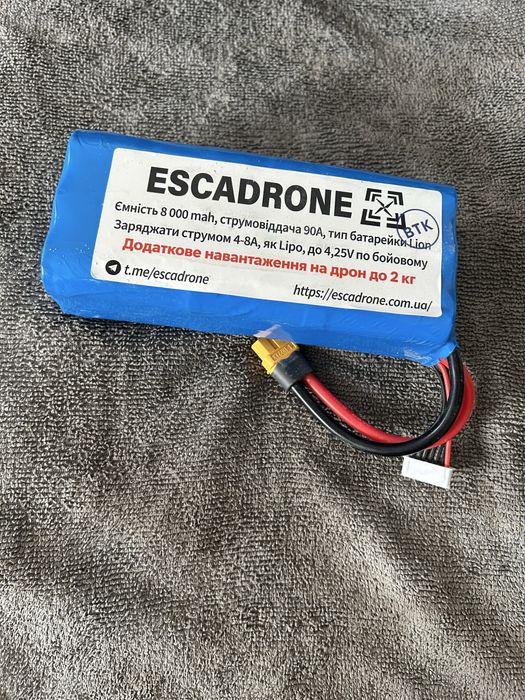 ESCADRONE
Ємність 8 000 mah, струмовіддача 90А, тип батарейки Lion
Заряджати струмом 4-8А, як Lipo, до 4,25V по бойовому
Додаткове навантаження на дрон до 2 кг
t.me/escadrone
https://escadrone.com.ua/
ВТК